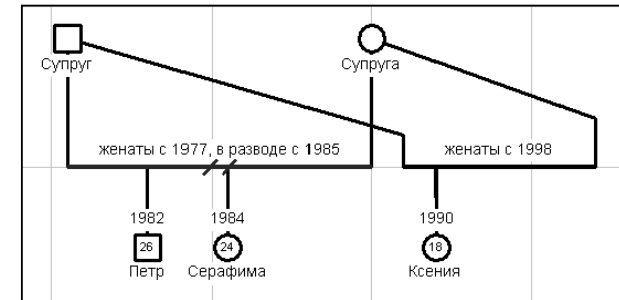 Супруг
Супруга
женаты с 1977, в разводе с 1985
женаты с 1998
1982
1984
1990
26
24
18
Петр
Серафима
Ксения